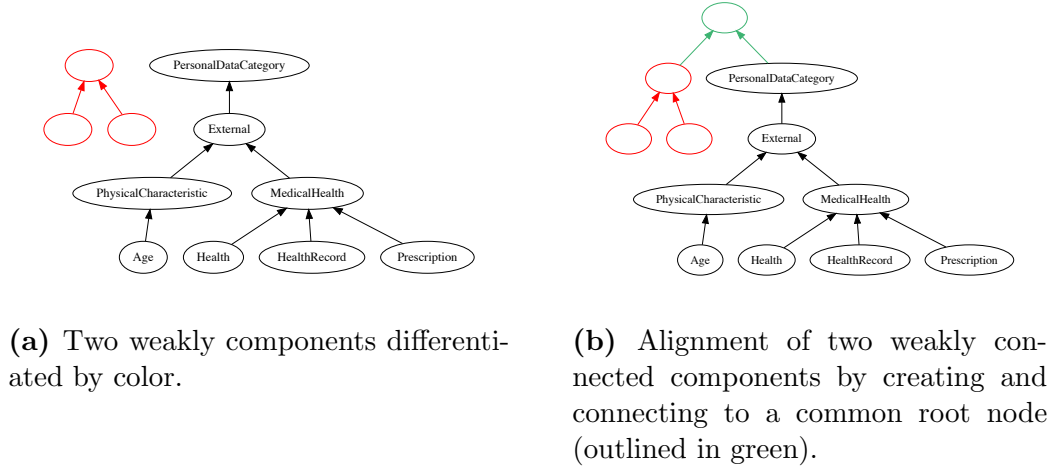 PersonalDataCategory
External
PhysicalCharacteristic
MedicalHealth
Age
Health
HealthRecord
Prescription
(a) Two weakly components differenti-
ated by color.
PersonalDataCategory
External
PhysicalCharacteristic
MedicalHealth
Age
Health
HealthRecord
Prescription
(b) Alignment of two weakly con-
nected components by creating and
connecting to a common root node
(outlined in green).